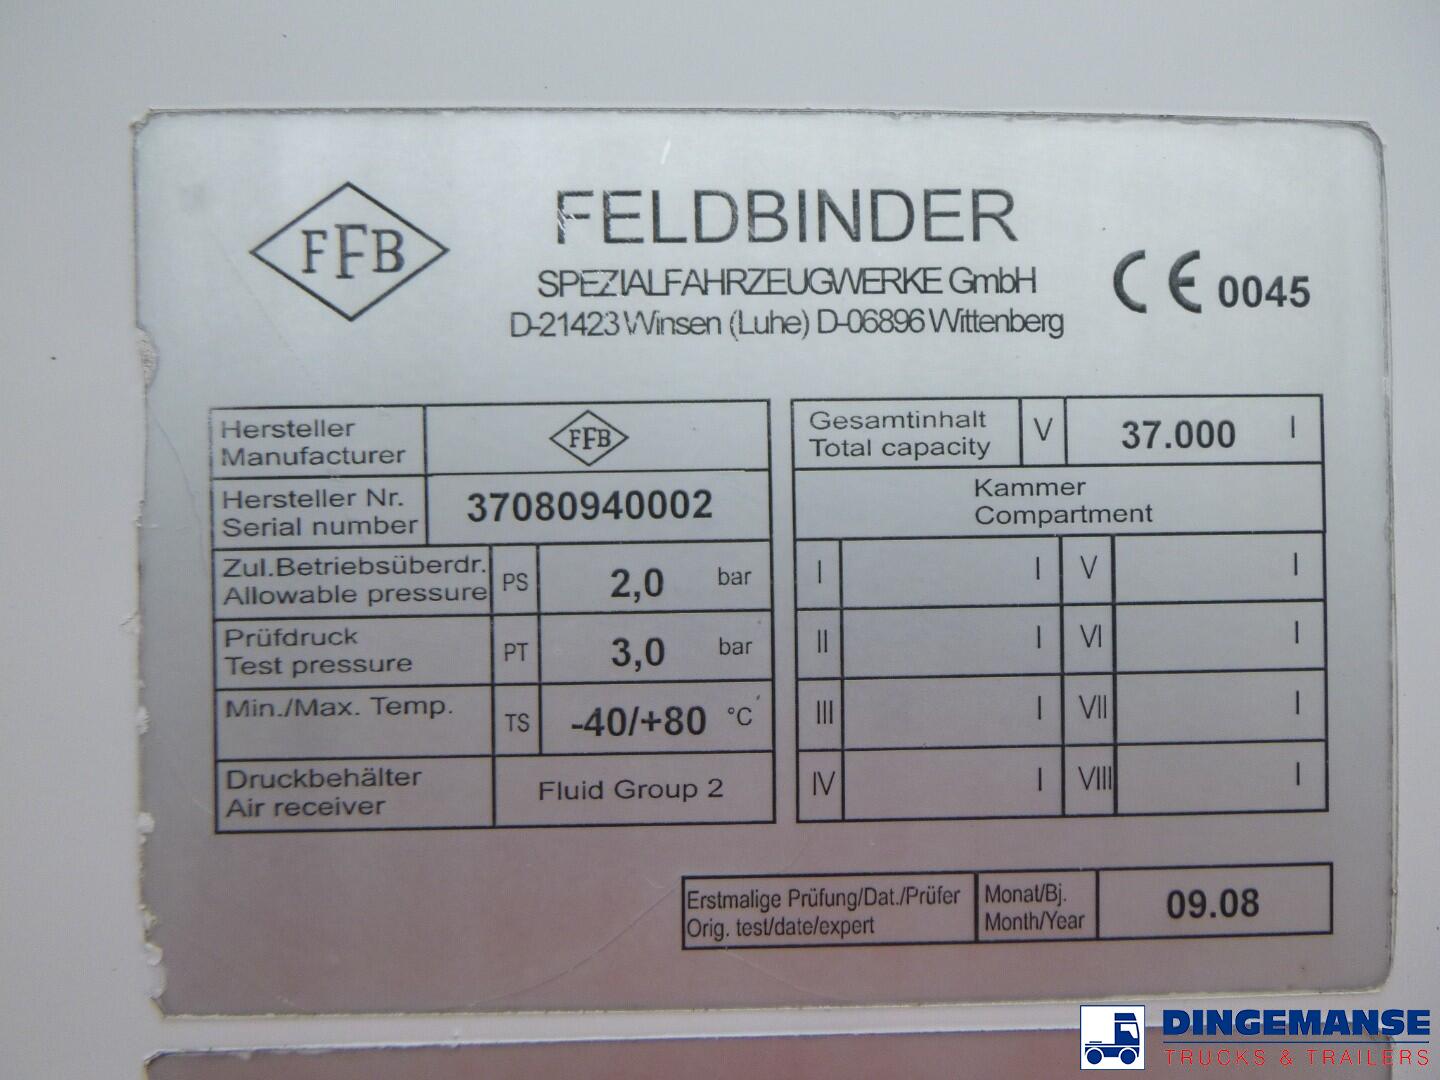 FFB
FELDBINDER
SPEZIALFAHRZEUGWERKE GmbH
D-21423 Winsen (Luhe) D-06896 Wittenberg
CE 0045
Hersteller
Manufacturer
FFB
Hersteller Nr.
Serial number
37080940002
Zul.Betriebsüberdr.
Allowable pressure
PS
2,0 bar
Prüfdruck
Test pressure
PT
3,0 bar
Min./Max. Temp.
TS
-40/+80 °C
Druckbehälter
Air receiver
Fluid Group 2
Gesamtinhalt
Total capacity
V
37.000 l
Kammer
Compartment
I l V l
II l VI l
III l VII l
IV l VIII l
Erstmalige Prüfung/Dat./Prüfer
Orig. test/date/expert
Monat/Bj.
Month/Year
09.08
DINGEMANSE
TRUCKS & TRAILERS